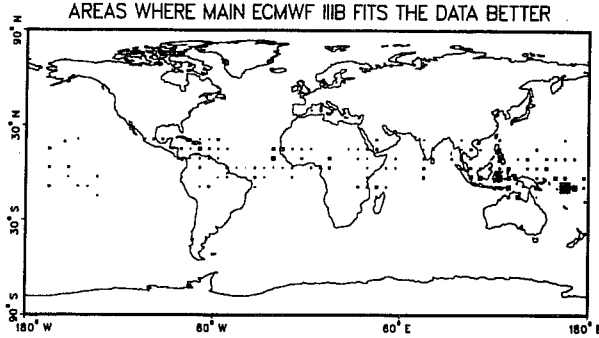 AREAS WHERE MAIN ECMWF IIIB FITS THE DATA BETTER
90° N
30° N
30° S
90° S
180° W
60° W
60° E
180° E